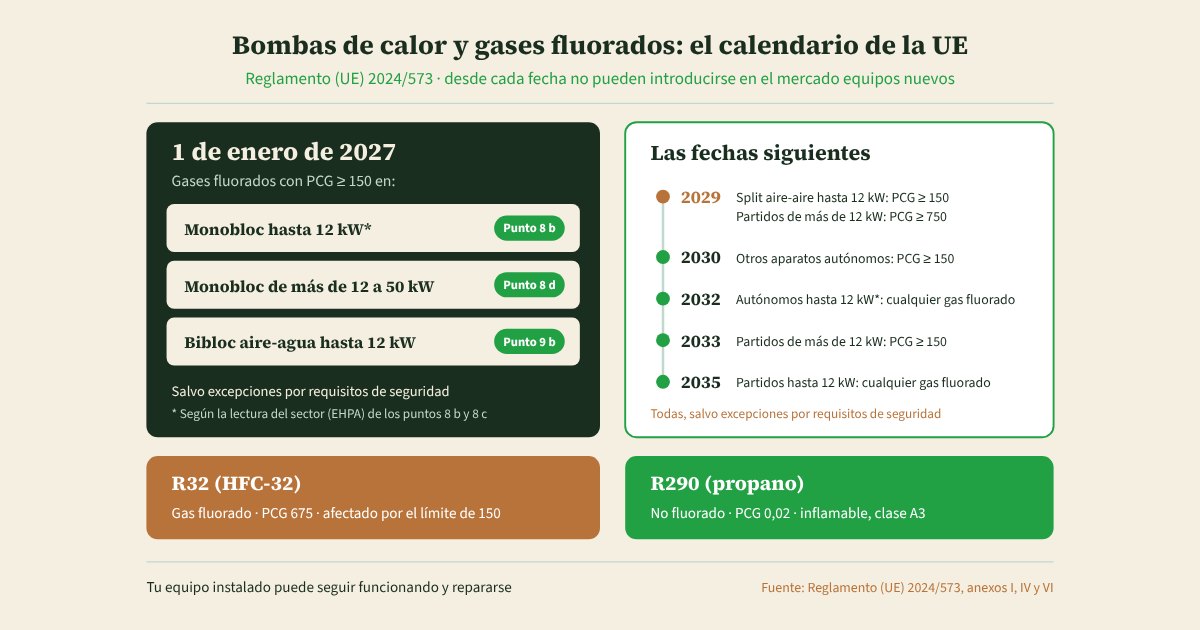 Bombas de calor y gases fluorados: el calendario de la UE
Reglamento (UE) 2024/573 · desde cada fecha no pueden introducirse en el mercado equipos nuevos
1 de enero de 2027
Gases fluorados con PCG ≥ 150 en:
Monobloc hasta 12 kW*
Punto 8 b
Monobloc de más de 12 a 50 kW
Punto 8 d
Bibloc aire-agua hasta 12 kW
Punto 9 b
Salvo excepciones por requisitos de seguridad
* Según la lectura del sector (EHPA) de los puntos 8 b y 8 c
Las fechas siguientes
2029
Split aire-aire hasta 12 kW: PCG ≥ 150
Partidos de más de 12 kW: PCG ≥ 750
2030
Otros aparatos autónomos: PCG ≥ 150
2032
Autónomos hasta 12 kW*: cualquier gas fluorado
2033
Partidos de más de 12 kW: PCG ≥ 150
2035
Partidos hasta 12 kW: cualquier gas fluorado
Todas, salvo excepciones por requisitos de seguridad
R32 (HFC-32)
Gas fluorado · PCG 675 · afectado por el límite de 150
R290 (propano)
No fluorado · PCG 0,02 · inflamable, clase A3
Tu equipo instalado puede seguir funcionando y repararse
Fuente: Reglamento (UE) 2024/573, anexos I, IV y VI